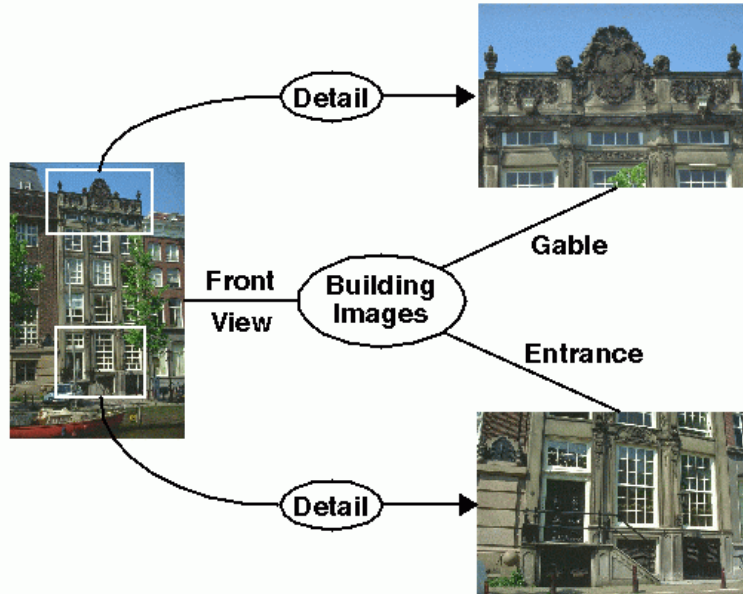 Detail
Gable
Front
View
Building
Images
Entrance
Detail